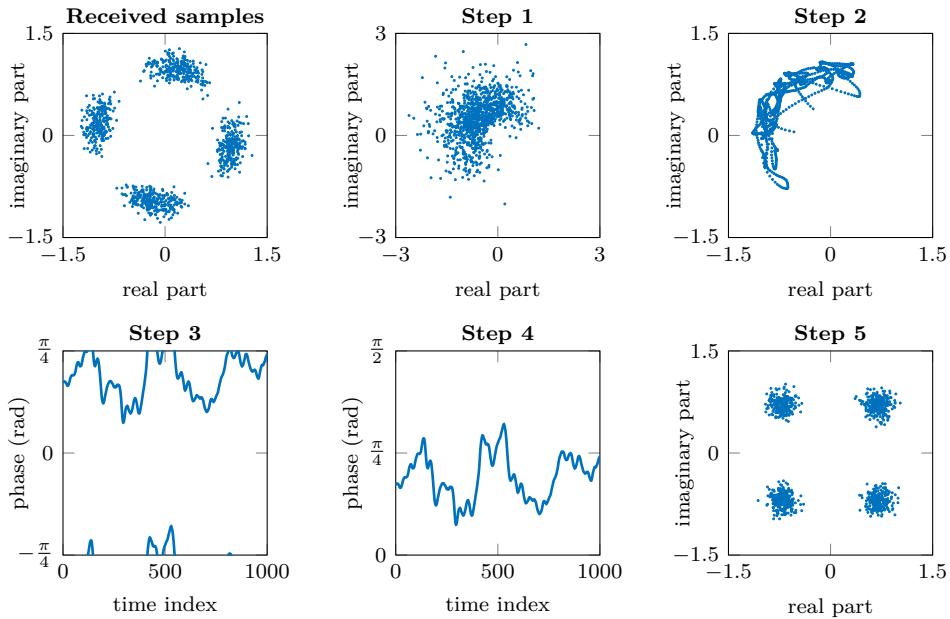 Received samples
1.5
0
−1.5
−1.5
0
1.5
imaginary part
real part
Step 1
3
0
−3
−3
0
3
imaginary part
real part
Step 2
1.5
0
−1.5
−1.5
0
1.5
imaginary part
real part
Step 3
π/4
0
−π/4
0
500
1000
phase (rad)
time index
Step 4
π/2
π/4
0
0
500
1000
phase (rad)
time index
Step 5
1.5
0
−1.5
−1.5
0
1.5
imaginary part
real part